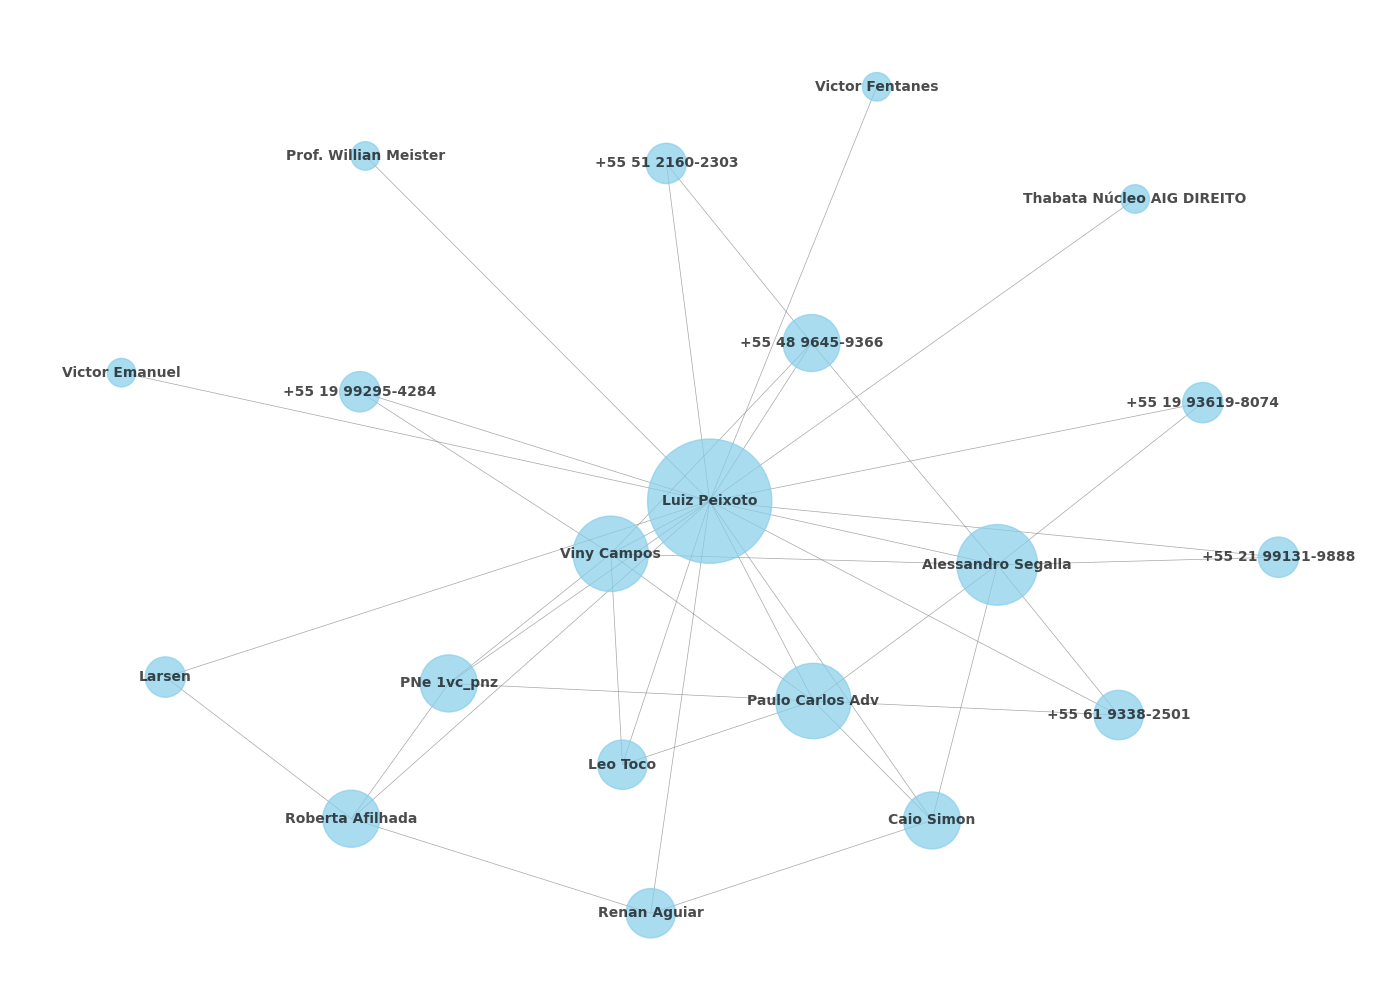 Victor Fentanes
Prof. Willian Meister
+55 51 2160-2303
Thabata Núcleo AIG DIREITO
+55 48 9645-9366
Victor Emanuel
+55 19 99295-4284
+55 19 93619-8074
Luiz Peixoto
Viny Campos
Alessandro Segalla
+55 21 99131-9888
Larsen
PNe 1vc_pnz
Paulo Carlos Adv
+55 61 9338-2501
Leo Toco
Roberta Afilhada
Caio Simon
Renan Aguiar